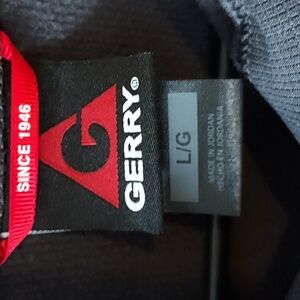 SINCE 1946
GERRY®
L/G
MADE IN JORDAN
HECHO EN JORDANIA